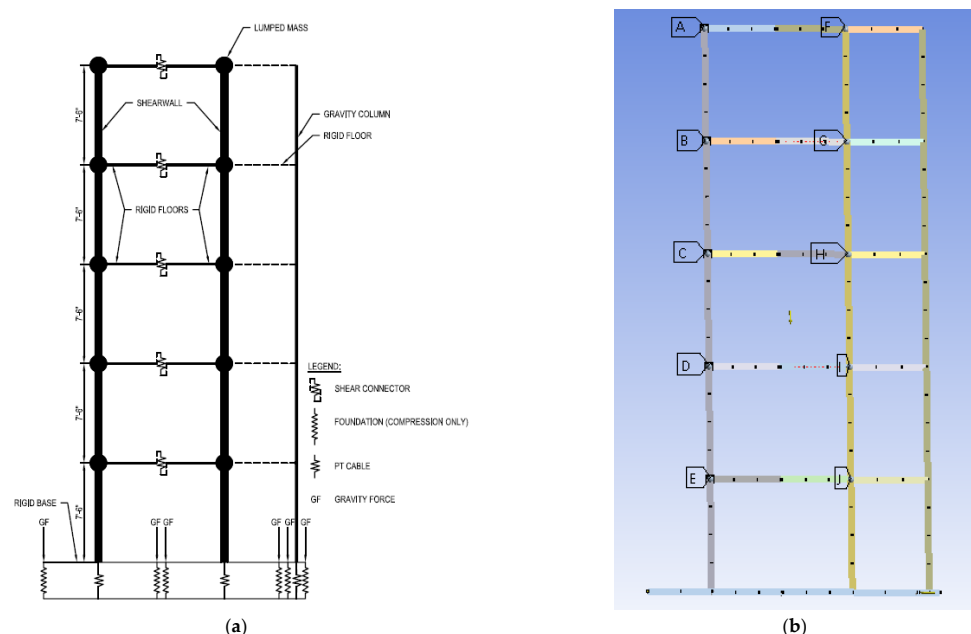 LUMPED MASS
SHEARWALL
GRAVITY COLUMN
RIGID FLOOR
7'-6"
7'-6"
RIGID FLOORS
7'-6"
LEGEND:
SHEAR CONNECTOR
7'-6"
FOUNDATION (COMPRESSION ONLY)
PT CABLE
RIGID BASE
7'-6"
GF GRAVITY FORCE
GF GF GF GF GF GF
(a)
A F
B G
C H
D I
E J
(b)